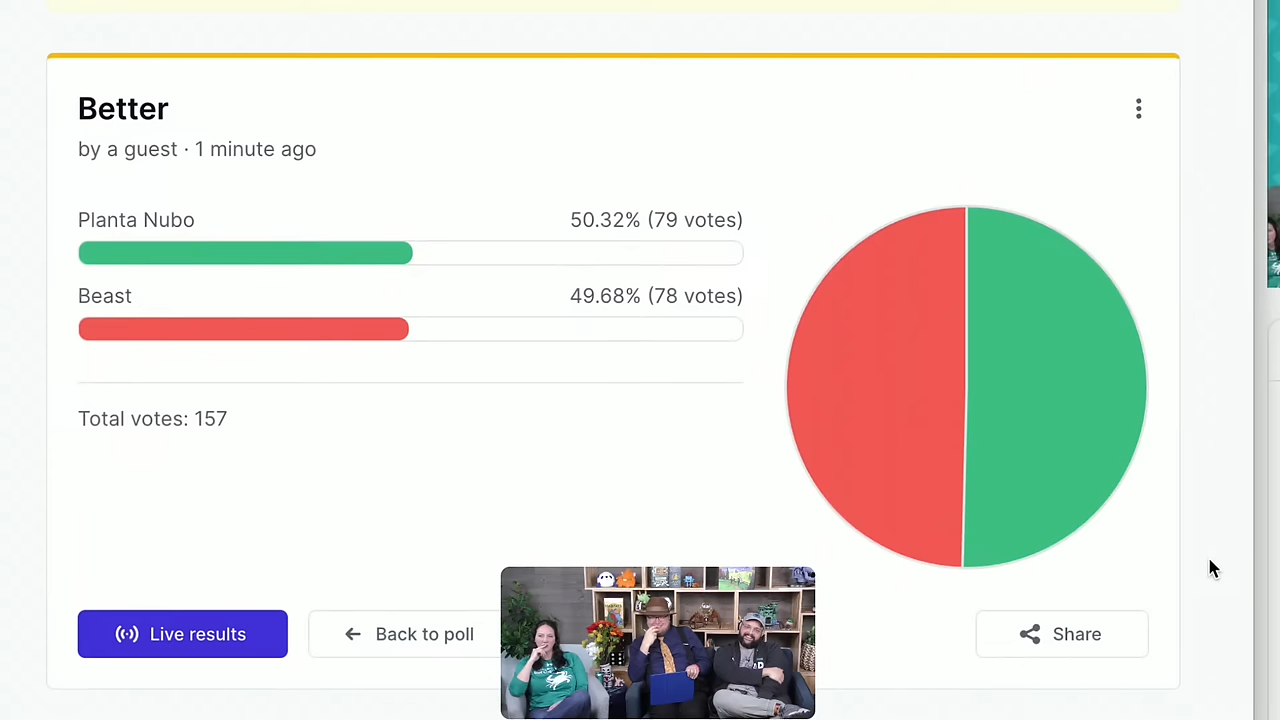 Better
by a guest · 1 minute ago
Planta Nubo 50.32% (79 votes)
Beast 49.68% (78 votes)
Total votes: 157
Live results
Back to poll
Share